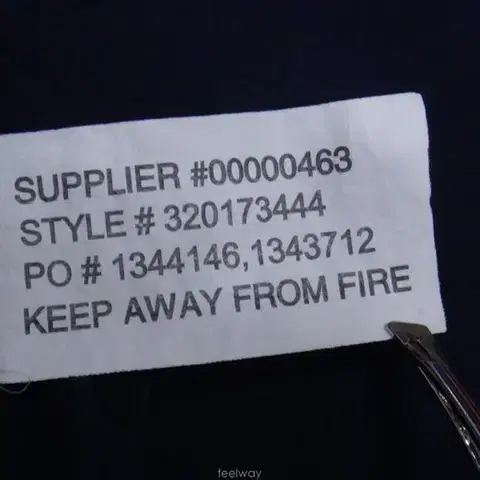 SUPPLIER #00000463
STYLE # 320173444
PO # 1344146,1343712
KEEP AWAY FROM FIRE
feelway